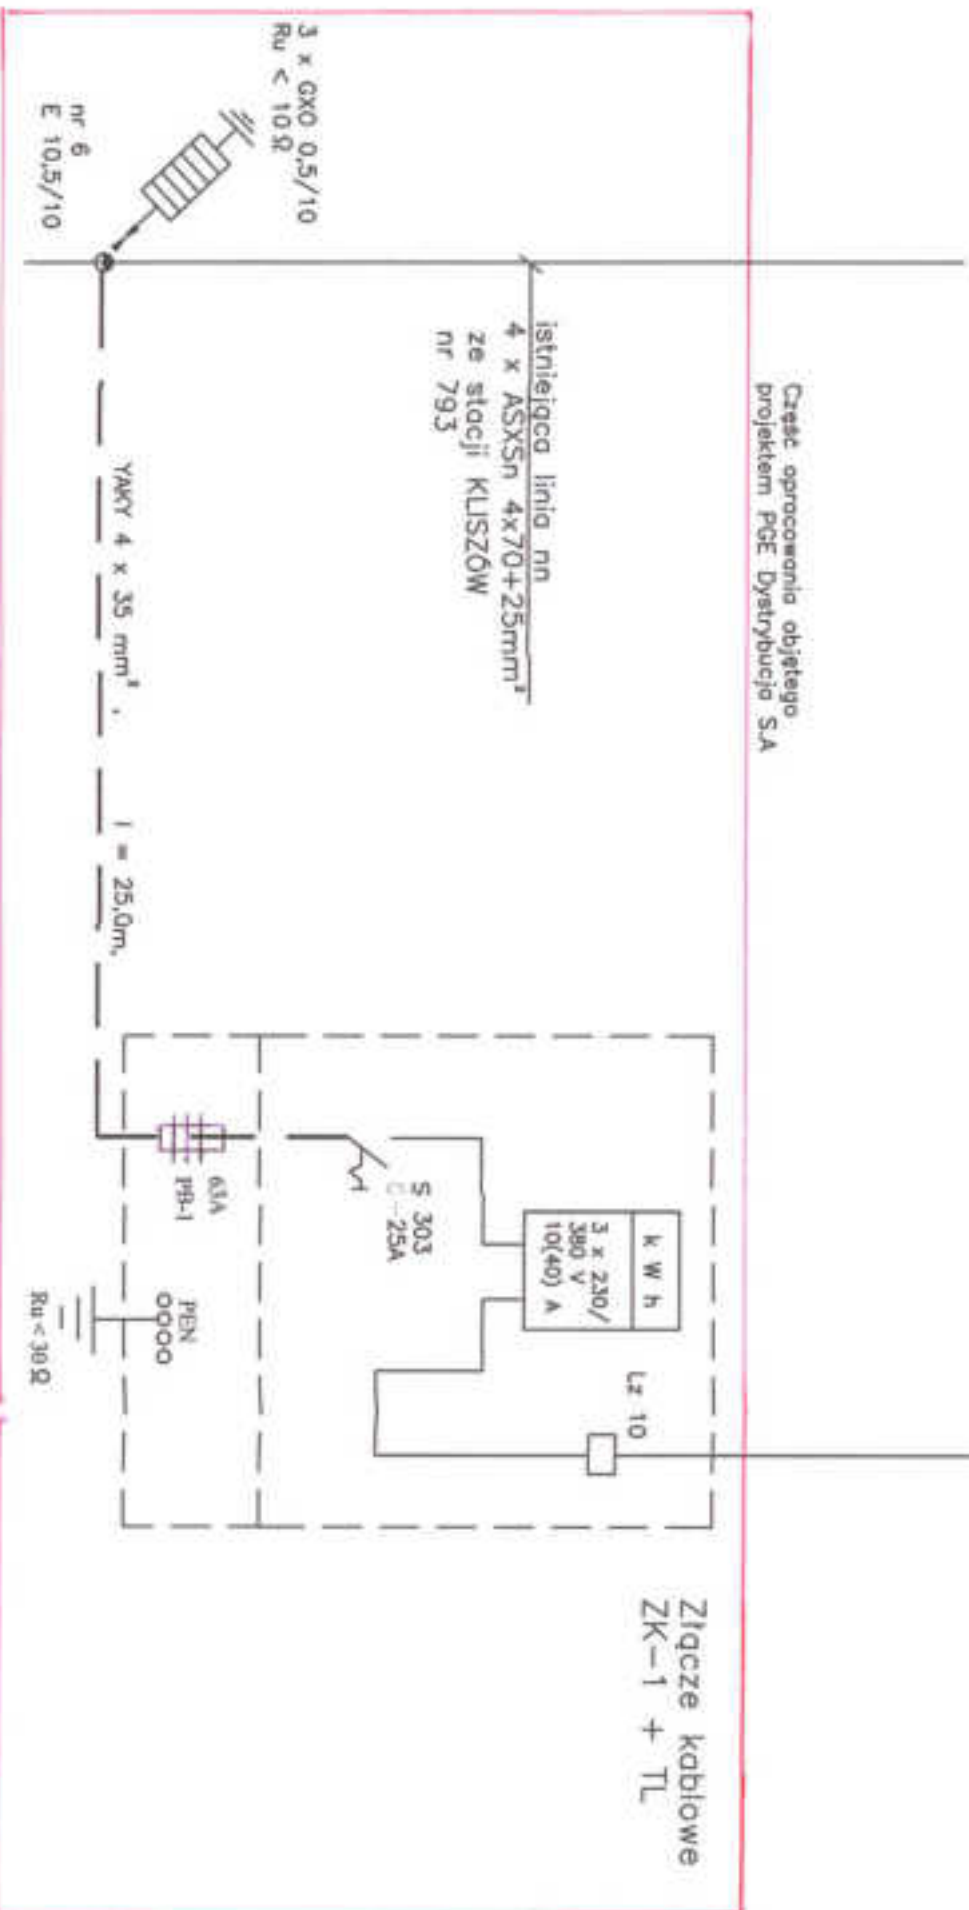 Część opracowania objętego
projektem PGE Dystrybucja S.A
3 x GXO 0,5/10
Ru < 10Ω
nr 6
E 10,5/10
istniejąca linia nn
4 x ASXSn 4x70+25mm²
ze stacji KLISZÓW
nr 793
YAKY 4 x 35 mm² , l = 25,0m,
63A
PB-1
S 303
C-25A
k W h
3 x 230/
380 V
10(40) A
Lz 10
PEN
Ru<30Ω
Złącze kablowe
ZK-1 + TL